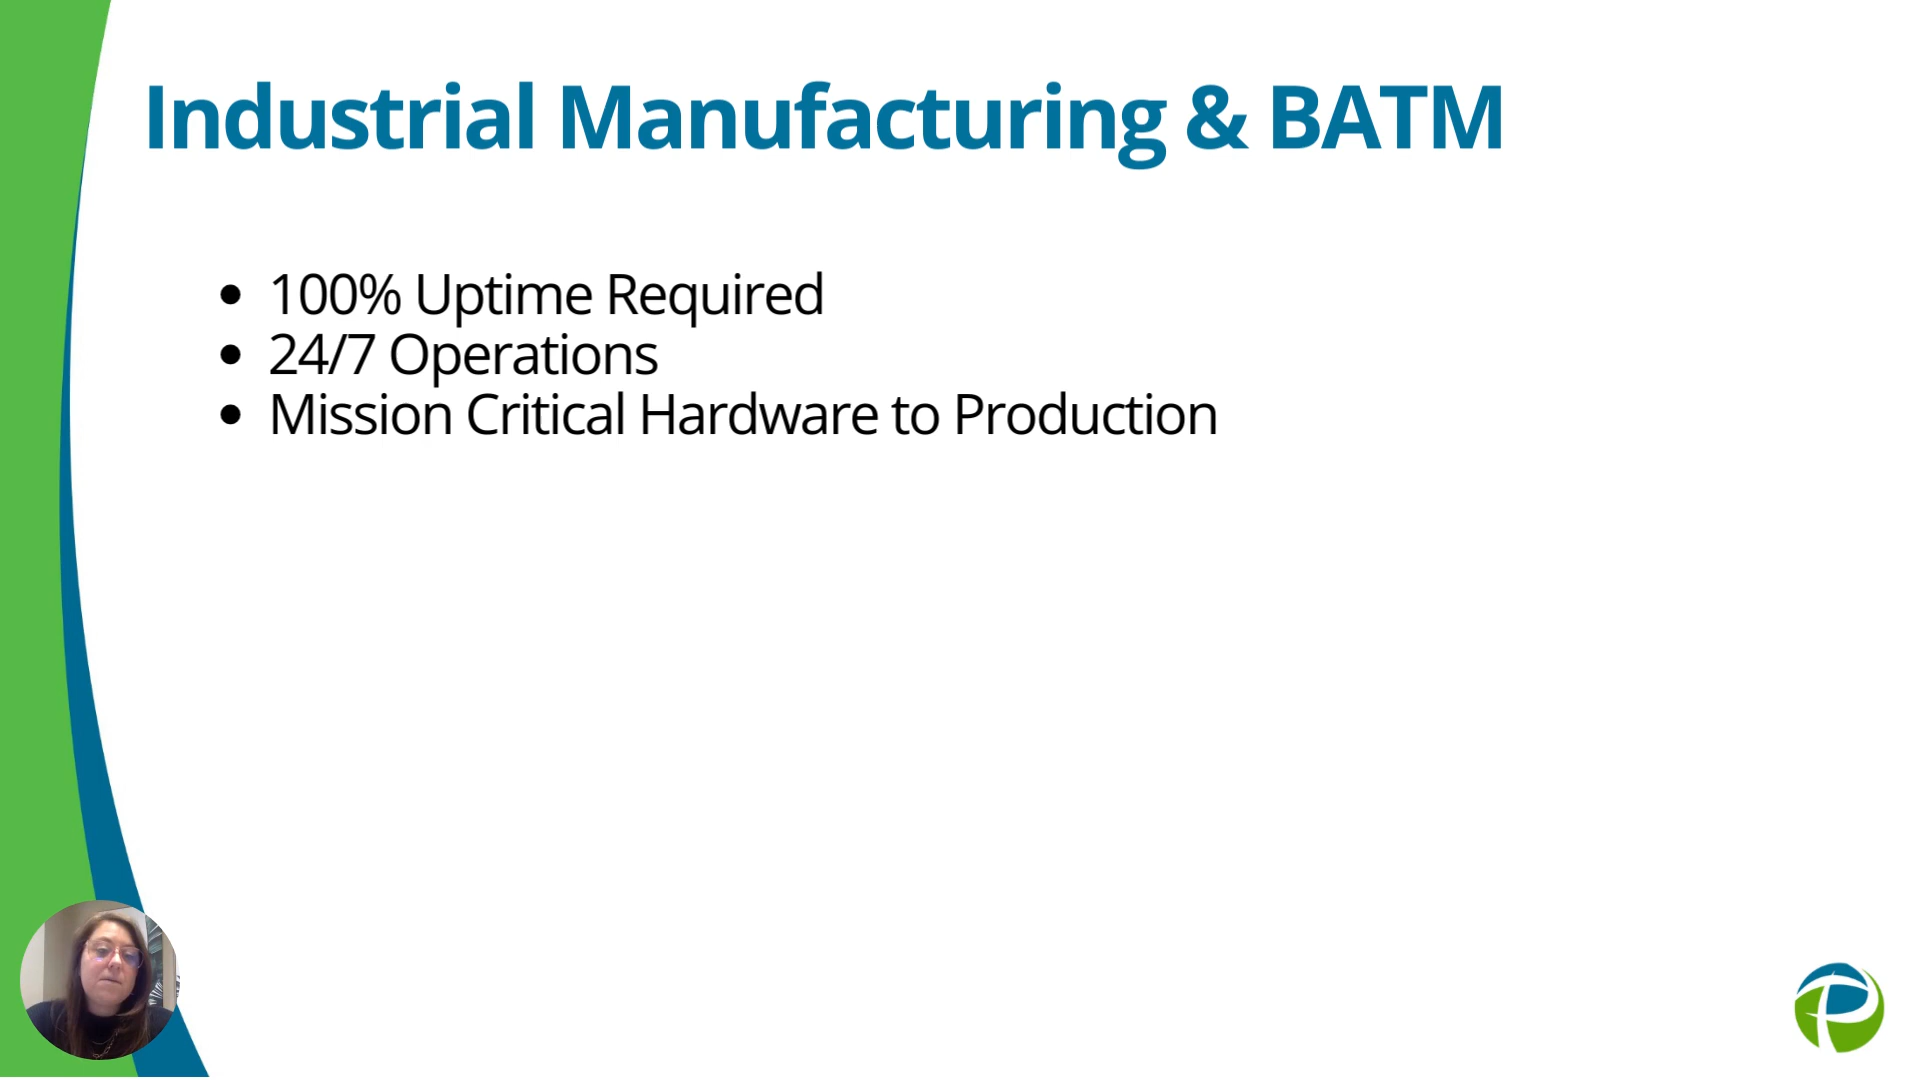 Industrial Manufacturing & BATM
• 100% Uptime Required
• 24/7 Operations
• Mission Critical Hardware to Production